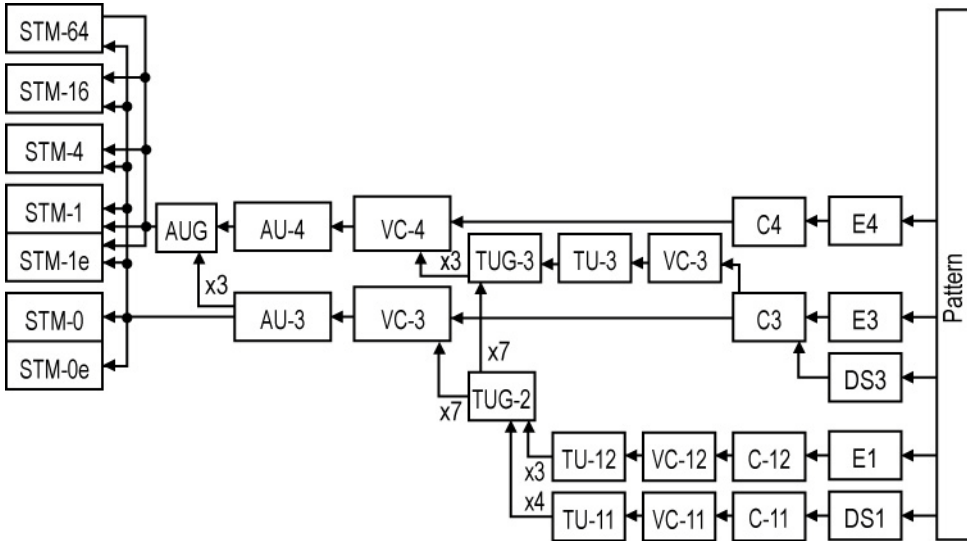 STM-64
STM-16
STM-4
STM-1
STM-1e
STM-0
STM-0e
AUG
x3
AU-4
AU-3
VC-4
VC-3
x3
x7
TUG-3
x7
TUG-2
x3
x4
TU-3
VC-3
TU-12
TU-11
VC-12
VC-11
C4
C3
C-12
C-11
E4
E3
DS3
E1
DS1
Pattern